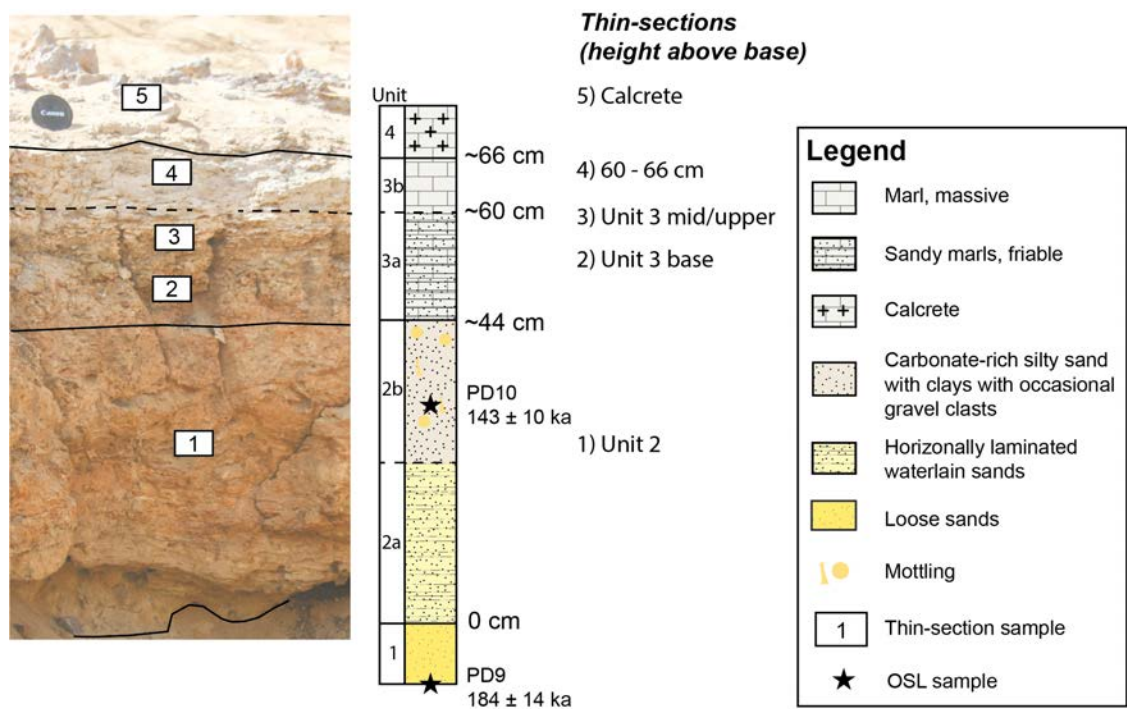 Thin-sections
(height above base)
5) Calcrete
4) 60 - 66 cm
3) Unit 3 mid/upper
2) Unit 3 base
1) Unit 2
5
Canon
4
3
2
1
Unit
4
~66 cm
3b
~60 cm
3a
~44 cm
2b
PD10
143 ± 10 ka
2a
0 cm
1
PD9
184 ± 14 ka
Legend
Marl, massive
Sandy marls, friable
Calcrete
Carbonate-rich silty sand
with clays with occasional
gravel clasts
Horizonally laminated
waterlain sands
Loose sands
Mottling
1
Thin-section sample
OSL sample